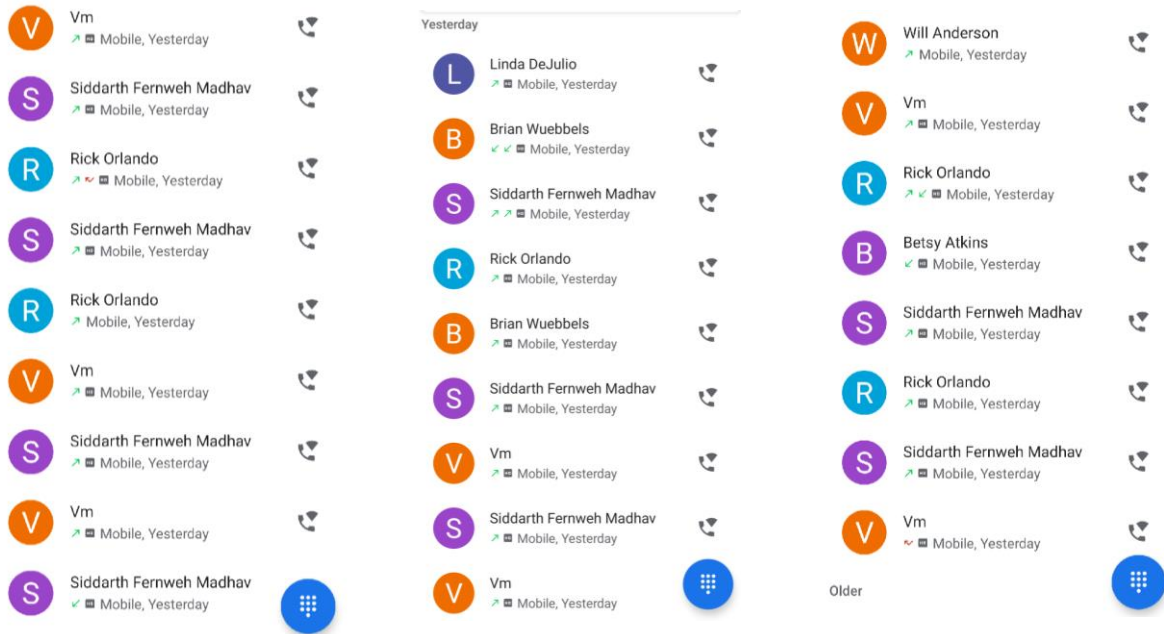 V
Vm
Mobile, Yesterday
S
Siddarth Fernweh Madhav
Mobile, Yesterday
R
Rick Orlando
Mobile, Yesterday
S
Siddarth Fernweh Madhav
Mobile, Yesterday
R
Rick Orlando
Mobile, Yesterday
V
Vm
Mobile, Yesterday
S
Siddarth Fernweh Madhav
Mobile, Yesterday
V
Vm
Mobile, Yesterday
S
Siddarth Fernweh Madhav
Mobile, Yesterday
Yesterday
L
Linda DeJulio
Mobile, Yesterday
B
Brian Wuebbels
Mobile, Yesterday
S
Siddarth Fernweh Madhav
Mobile, Yesterday
R
Rick Orlando
Mobile, Yesterday
B
Brian Wuebbels
Mobile, Yesterday
S
Siddarth Fernweh Madhav
Mobile, Yesterday
V
Vm
Mobile, Yesterday
S
Siddarth Fernweh Madhav
Mobile, Yesterday
V
Vm
Mobile, Yesterday
W
Will Anderson
Mobile, Yesterday
V
Vm
Mobile, Yesterday
R
Rick Orlando
Mobile, Yesterday
B
Betsy Atkins
Mobile, Yesterday
S
Siddarth Fernweh Madhav
Mobile, Yesterday
R
Rick Orlando
Mobile, Yesterday
S
Siddarth Fernweh Madhav
Mobile, Yesterday
V
Vm
Mobile, Yesterday
Older